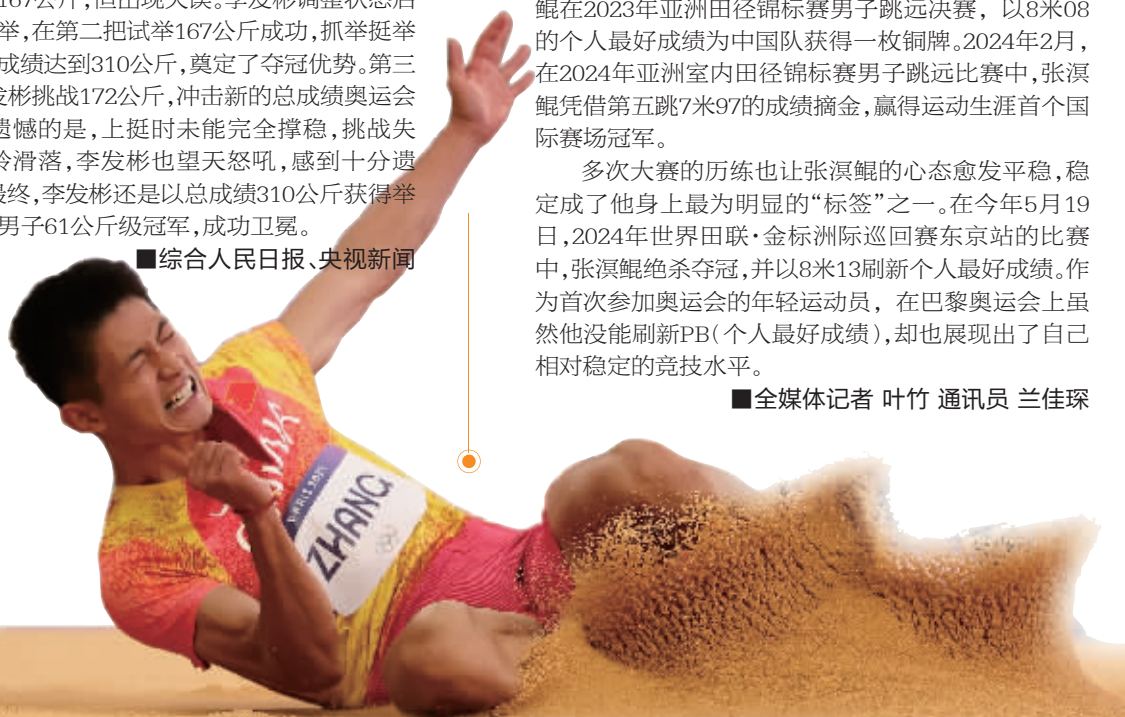 167公斤,但出现失误。李发彬调整状态后
举,在第二把试举167公斤成功,抓举挺举
成绩达到310公斤,奠定了夺冠优势。第三
发彬挑战172公斤,冲击新的总成绩奥运会
遗憾的是,上挺时未能完全撑稳,挑战失
铃滑落,李发彬也望天怒吼,感到十分遗
最终,李发彬还是以总成绩310公斤获得举
男子61公斤级冠军,成功卫冕。
■综合人民日报、央视新闻
鲲在2023年亚洲田径锦标赛男子跳远决赛，以8米08
的个人最好成绩为中国队获得一枚铜牌。2024年2月,
在2024年亚洲室内田径锦标赛男子跳远比赛中,张溟
鲲凭借第五跳7米97的成绩摘金,赢得运动生涯首个国
际赛场冠军。
多次大赛的历练也让张溟鲲的心态愈发平稳,稳
定成了他身上最为明显的“标签”之一。在今年5月19
日,2024年世界田联·金标洲际巡回赛东京站的比赛
中,张溟鲲绝杀夺冠,并以8米13刷新个人最好成绩。作
为首次参加奥运会的年轻运动员，在巴黎奥运会上虽
然他没能刷新PB(个人最好成绩),却也展现出了自己
相对稳定的竞技水平。
■全媒体记者 叶竹 通讯员 兰佳琛
PARIS 2024
ZHANG